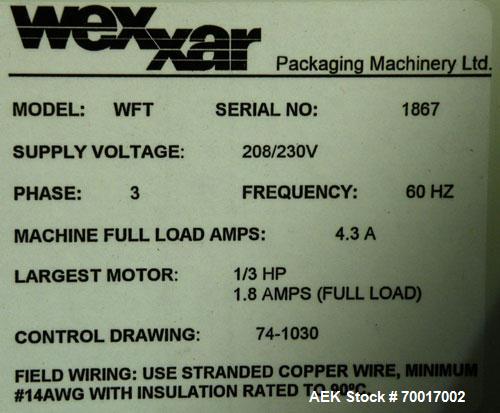 wexxar
Packaging Machinery Ltd.
MODEL: WFT SERIAL NO: 1867
SUPPLY VOLTAGE: 208/230V
PHASE: 3 FREQUENCY: 60 HZ
MACHINE FULL LOAD AMPS: 4.3 A
LARGEST MOTOR: 1/3 HP
1.8 AMPS (FULL LOAD)
CONTROL DRAWING: 74-1030
FIELD WIRING: USE STRANDED COPPER WIRE, MINIMUM
#14AWG WITH INSULATION RATED TO 90ºC
AEK Stock # 70017002